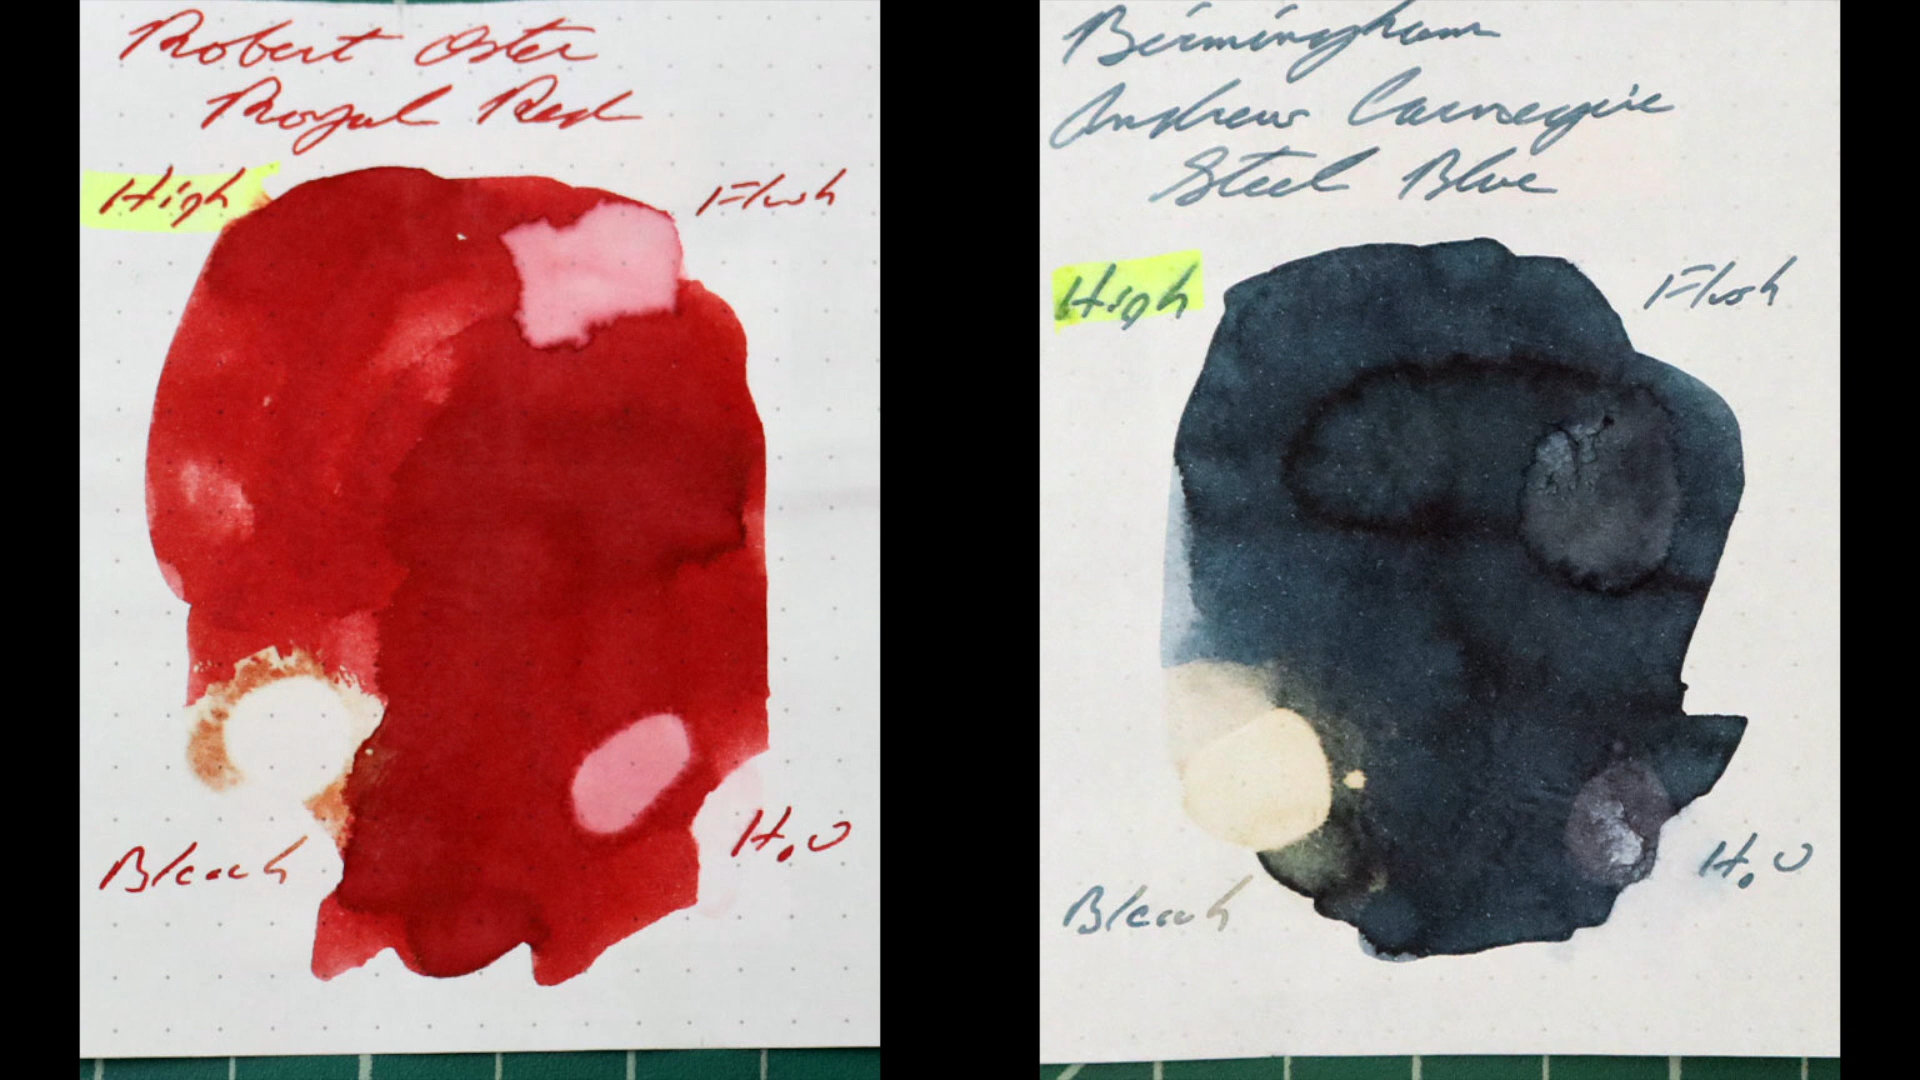 Robert Oster
Royal Red
High
Flush
Bleach
H2O
Birmingham
Andrew Carnegie
Steel Blue
High
Flush
Bleach
H2O